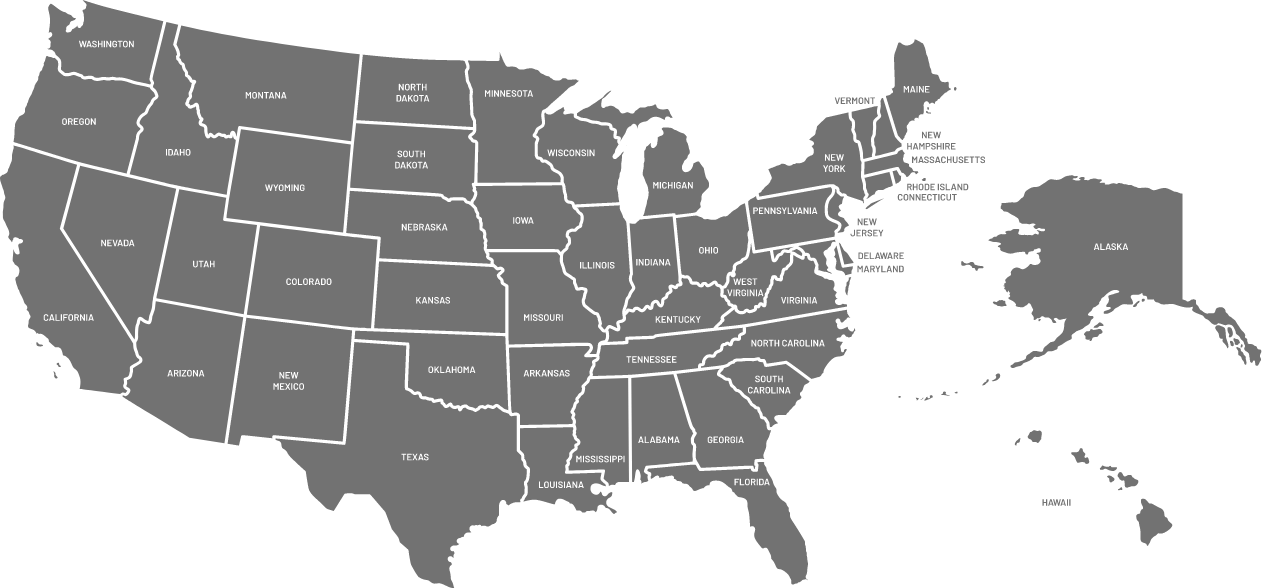 WASHINGTON
MONTANA
NORTH
DAKOTA
MINNESOTA
MAINE
VERMONT
OREGON
NEW
HAMPSHIRE
IDAHO
SOUTH
DAKOTA
WISCONSIN
NEW
YORK
MASSACHUSETTS
WYOMING
MICHIGAN
RHODE ISLAND
CONNECTICUT
PENNSYLVANIA
IOWA
NEBRASKA
NEW
JERSEY
NEVADA
OHIO
ALASKA
UTAH
ILLINOIS
INDIANA
DELAWARE
MARYLAND
COLORADO
WEST
VIRGINIA
KANSAS
VIRGINIA
CALIFORNIA
MISSOURI
KENTUCKY
NORTH CAROLINA
TENNESSEE
ARIZONA
NEW
MEXICO
OKLAHOMA
ARKANSAS
SOUTH
CAROLINA
ALABAMA
GEORGIA
TEXAS
MISSISSIPPI
LOUISIANA
FLORIDA
HAWAII